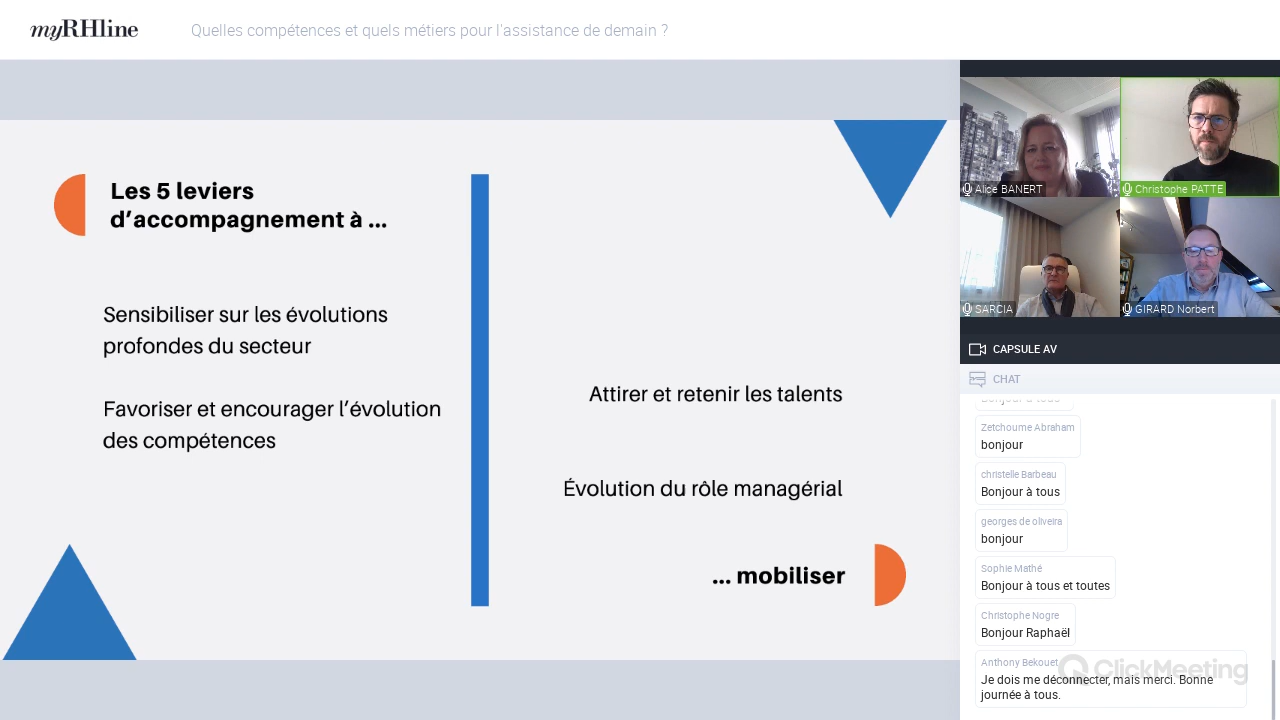 myRHline
Quelles compétences et quels métiers pour l'assistance de demain ?
Les 5 leviers
d’accompagnement à ...
Sensibiliser sur les évolutions
profondes du secteur
Favoriser et encourager l’évolution
des compétences
Attirer et retenir les talents
Évolution du rôle managérial
... mobiliser
Alice BANERT
Christophe PATTE
SARCIA
GIRARD Norbert
CAPSULE AV
CHAT
Bonjour à tous
Zetchoume Abraham
bonjour
christelle Barbeau
Bonjour à tous
georges de oliveira
bonjour
Sophie Mathé
Bonjour à tous et toutes
Christophe Nogre
Bonjour Raphaël
Anthony Bekouet
Je dois me déconnecter, mais merci. Bonne
journée à tous.
ClickMeeting